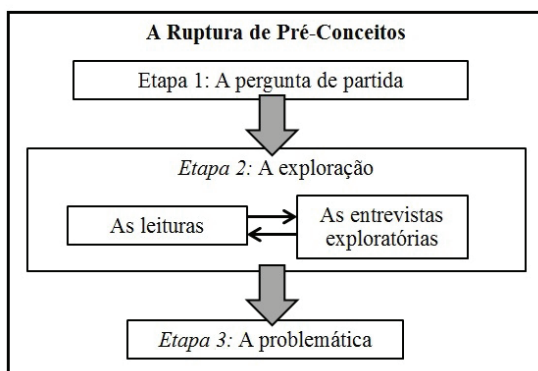 A Ruptura de Pré-Conceitos
Etapa 1: A pergunta de partida
Etapa 2: A exploração
As leituras
As entrevistas
exploratórias
Etapa 3: A problemática